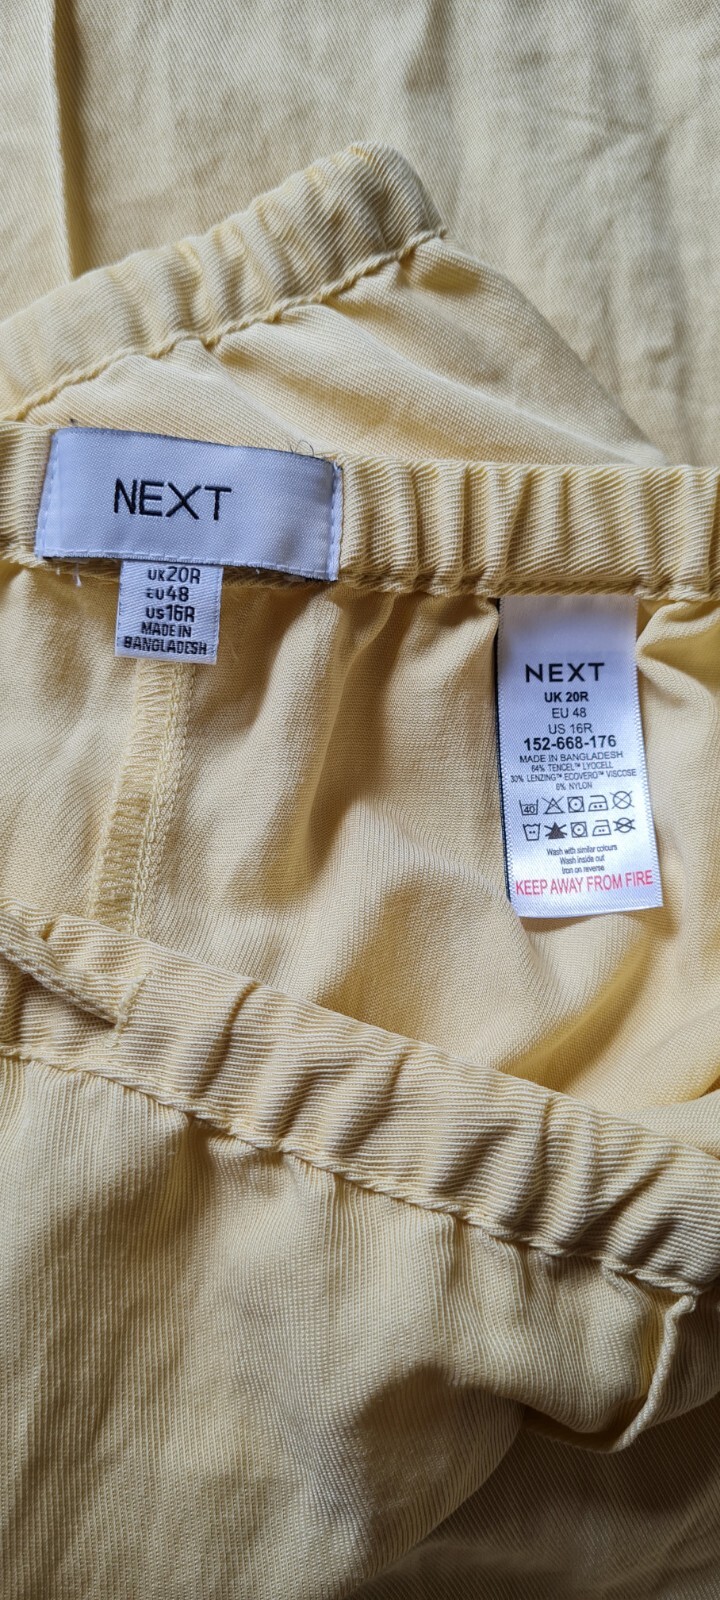 NEXT
UK20R
EU48
US16R
MADE IN
BANGLADESH
NEXT
UK 20R
EU 48
US 16R
152-668-176
MADE IN BANGLADESH
64% TENCEL™ LYOCELL
30% LENZING™ ECOVERO™ VISCOSE
6% NYLON
40
Wash with similar colours
Wash inside out
Iron on reverse
KEEP AWAY FROM FIRE